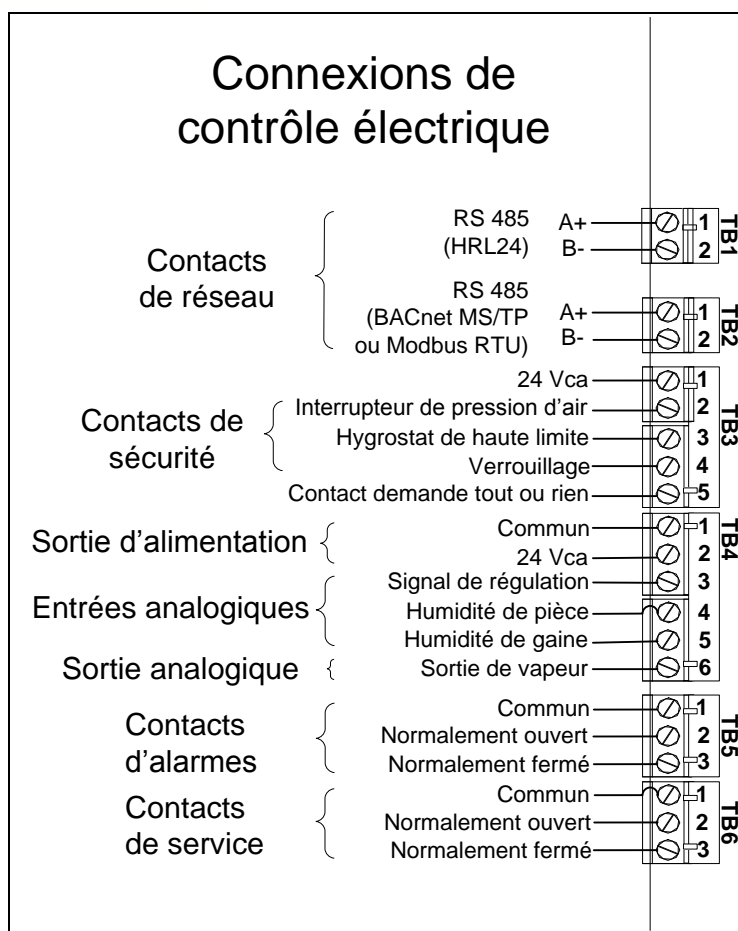 Connexions de
contrôle électrique
Contacts
de réseau
RS 485
(HRL24)
A+
B-
1
2
TB1
RS 485
(BACnet MS/TP
ou Modbus RTU)
A+
B-
1
2
TB2
Contacts de
sécurité
24 Vca
1
Interrupteur de pression d'air
2
Hygrostat de haute limite
3
Verrouillage
4
Contact demande tout ou rien
5
TB3
Sortie d'alimentation
Commun
1
24 Vca
2
Entrées analogiques
Signal de régulation
3
Humidité de pièce
4
Humidité de gaine
5
Sortie analogique
Sortie de vapeur
6
TB4
Contacts
d'alarmes
Commun
1
Normalement ouvert
2
Normalement fermé
3
TB5
Contacts
de service
Commun
1
Normalement ouvert
2
Normalement fermé
3
TB6